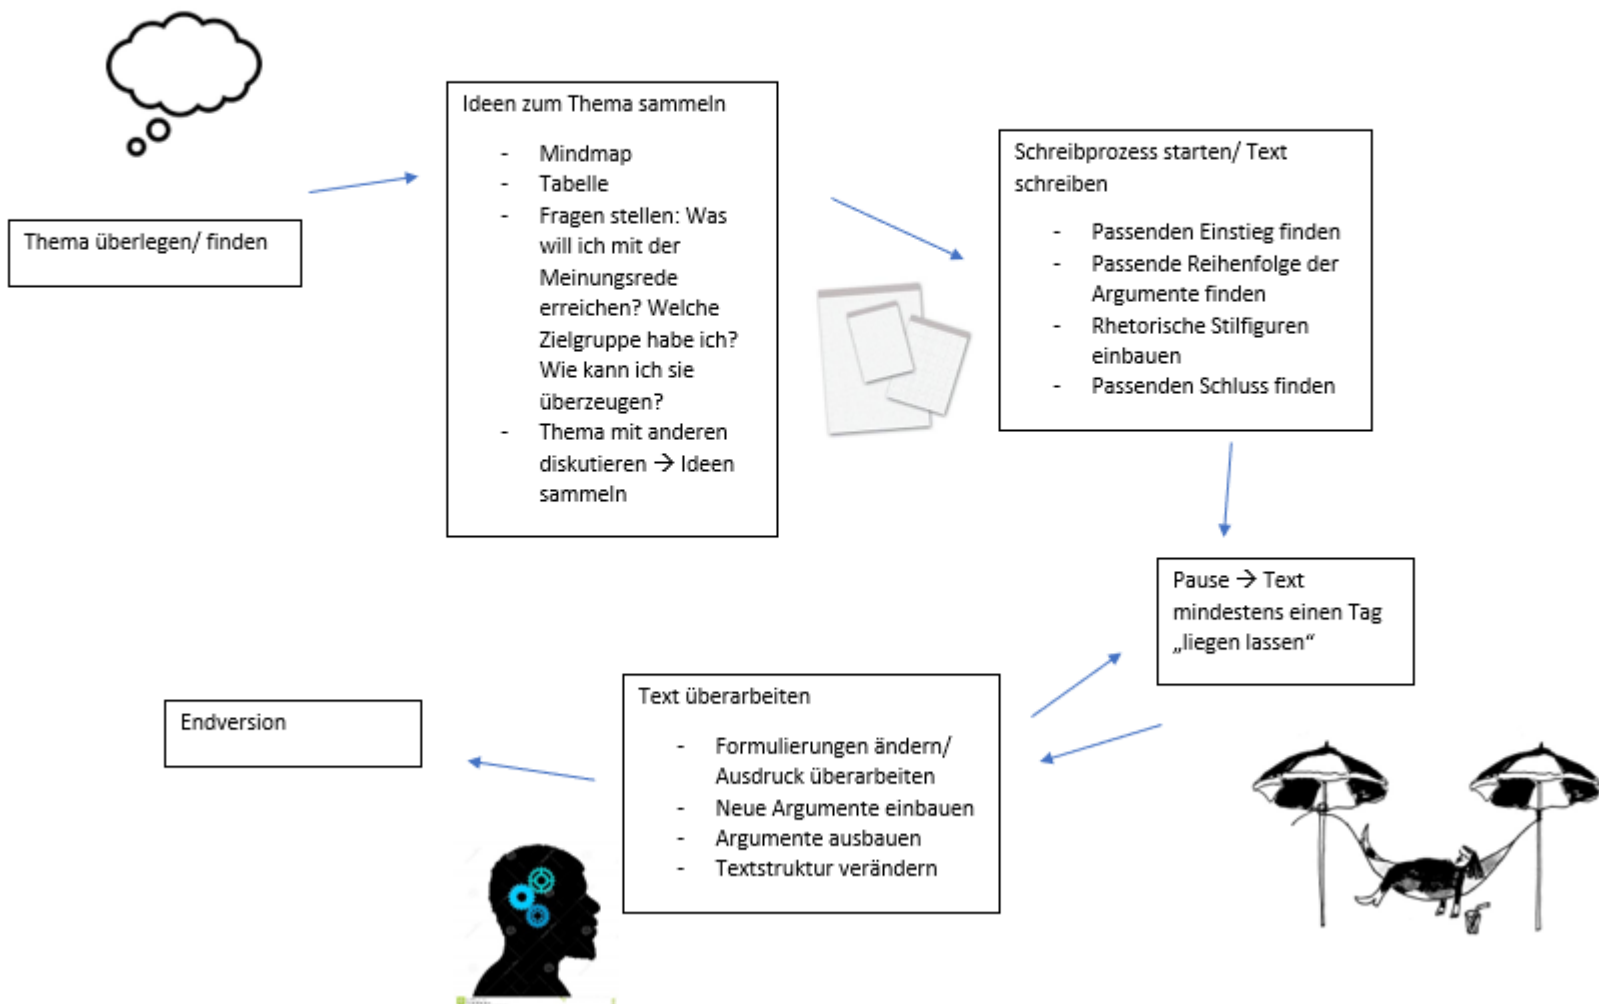 Thema überlegen/ finden
Ideen zum Thema sammeln
- Mindmap
- Tabelle
- Fragen stellen: Was
will ich mit der
Meinungsrede
erreichen? Welche
Zielgruppe habe ich?
Wie kann ich sie
überzeugen?
- Thema mit anderen
diskutieren → Ideen
sammeln
Schreibprozess starten/ Text
schreiben
- Passenden Einstieg finden
- Passende Reihenfolge der
Argumente finden
- Rhetorische Stilfiguren
einbauen
- Passenden Schluss finden
Pause → Text
mindestens einen Tag
„liegen lassen“
Text überarbeiten
- Formulierungen ändern/
Ausdruck überarbeiten
- Neue Argumente einbauen
- Argumente ausbauen
- Textstruktur verändern
Endversion